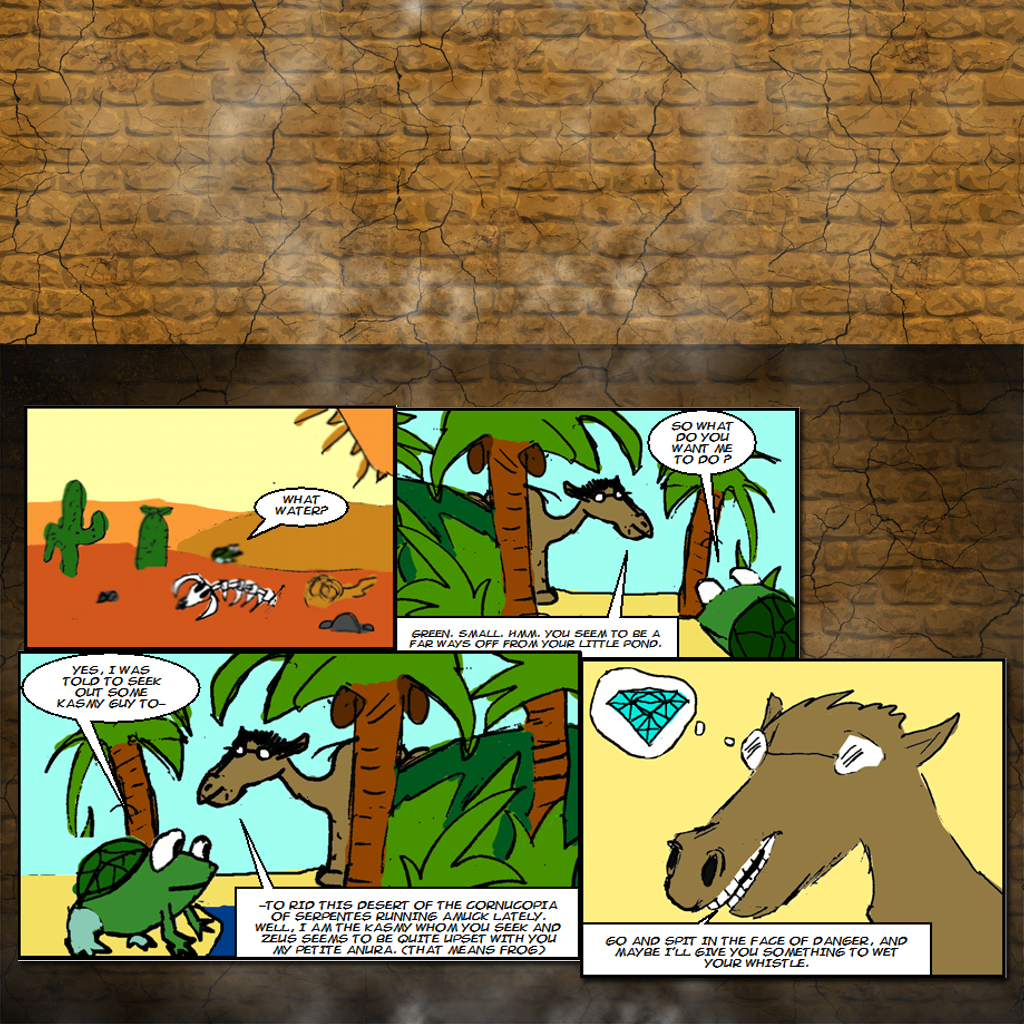 WHAT
WATER?
GREEN. SMALL. HMM. YOU SEEM TO BE A
FAR WAYS OFF FROM YOUR LITTLE POND.
SO WHAT
DO YOU
WANT ME
TO DO ?
YES, I WAS
TOLD TO SEEK
OUT SOME
KASMY GUY TO-
-TO RID THIS DESERT OF THE CORNUCOPIA
OF SERPENTES RUNNING AMUCK LATELY.
WELL, I AM THE KASMY WHOM YOU SEEK AND
ZEUS SEEMS TO BE QUITE UPSET WITH YOU
MY PETITE ANURA. (THAT MEANS FROG)
GO AND SPIT IN THE FACE OF DANGER, AND
MAYBE I'LL GIVE YOU SOMETHING TO WET
YOUR WHISTLE.